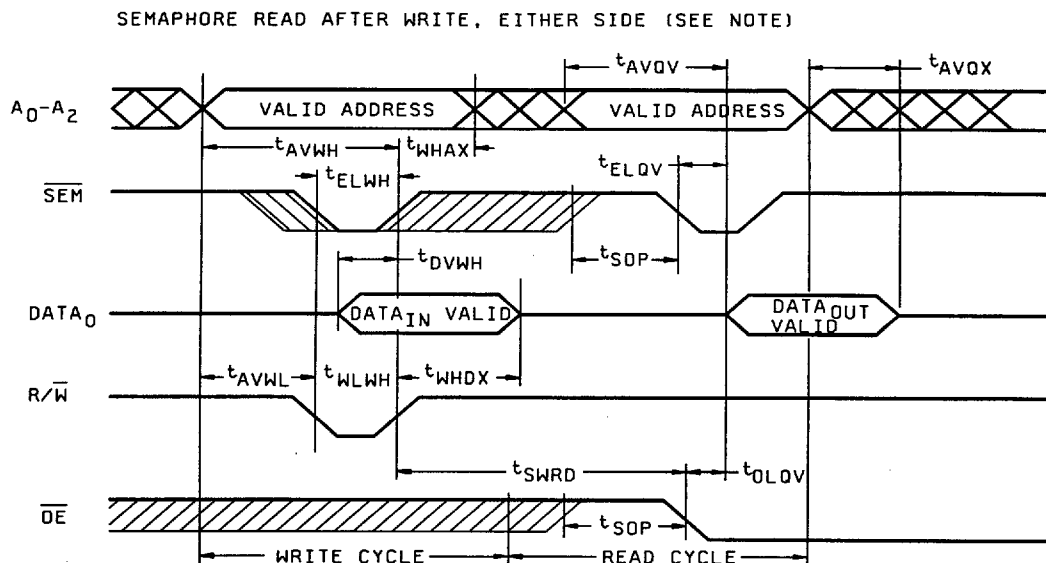 SEMAPHORE READ AFTER WRITE, EITHER SIDE (SEE NOTE)
tAVQV
tAVQX
A0-A2
VALID ADDRESS
VALID ADDRESS
tAVWH
tWHAX
tELQV
tELWH
SEM
tSOP
tDVWH
DATA0
DATAIN VALID
DATAOUT
VALID
tAVWL
tWLWH
tWHDX
R/W
tSWRD
tOLQV
OE
tSOP
WRITE CYCLE
READ CYCLE